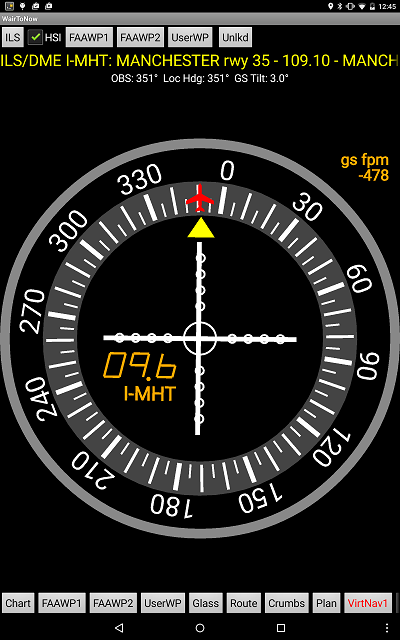 12:45
WairToNow
ILS HSI FAAWP1 FAAWP2 UserWP Unlkd
ILS/DME I-MHT: MANCHESTER rwy 35 - 109.10 - MANCH
OBS: 351° Loc Hdg: 351° GS Tilt: 3.0°
gs fpm
-478
0
30
60
90
120
150
180
210
240
270
300
330
09.6
I-MHT
Chart FAAWP1 FAAWP2 UserWP Glass Route Crumbs Plan VirtNav1